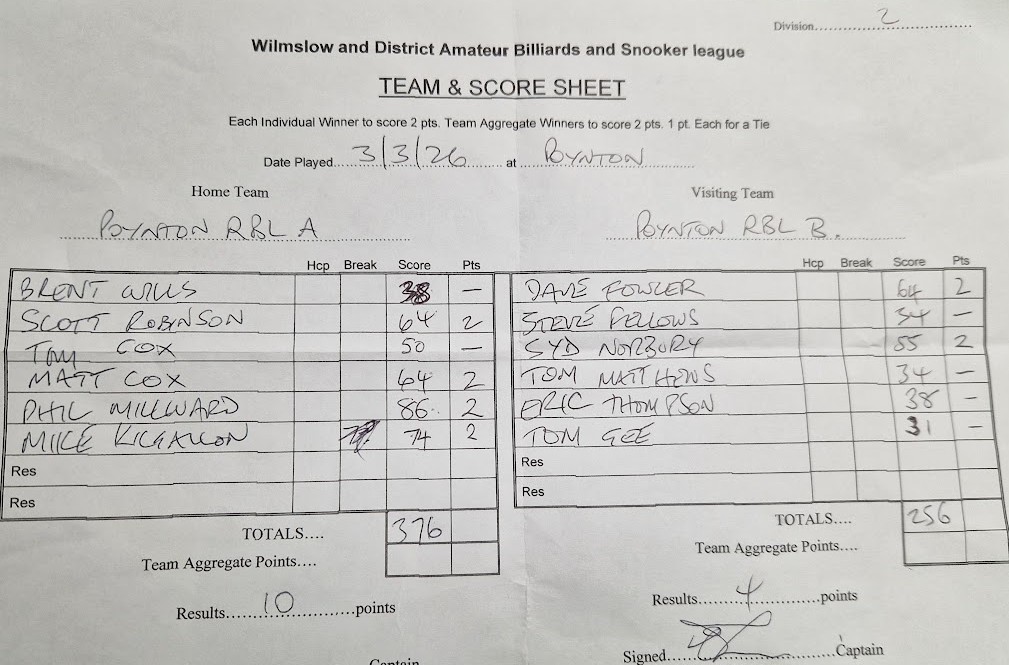 Division 2
Wilmslow and District Amateur Billiards and Snooker league
TEAM & SCORE SHEET
Each Individual Winner to score 2 pts. Team Aggregate Winners to score 2 pts. 1 pt. Each for a Tie
Date Played 3/3/26 at POYNTON
Home Team
POYNTON RBL A
Hcp Break Score Pts
BRENT WILLS 38 –
SCOTT ROBINSON 64 2
TOM COX 50 –
MATT COX 64 2
PHIL MILLWARD 86 2
MIKE KILGALLON 74 2
Res
Res
TOTALS.... 376
Team Aggregate Points....
Results 10 points
Captain
Visiting Team
POYNTON RBL B.
Hcp Break Score Pts
DAVE FOWLER 64 2
STEVE FELLOWS 34 –
SYD NORBURY 55 2
TOM MATTHEWS 34 –
ERIC THOMPSON 38 –
TOM GEE 31 –
Res
Res
TOTALS.... 256
Team Aggregate Points....
Results 4 points
Signed Captain